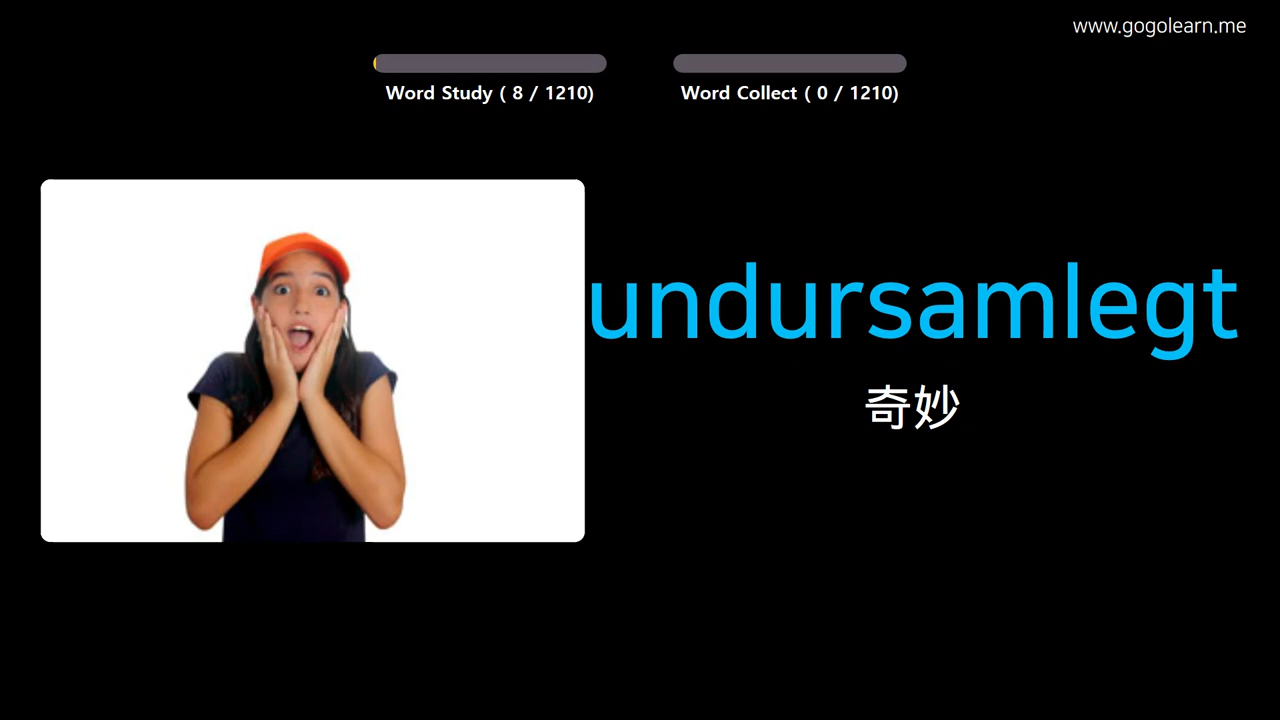 www.gogolearn.me
Word Study ( 8 / 1210)
Word Collect ( 0 / 1210)
undursamlegt
奇妙